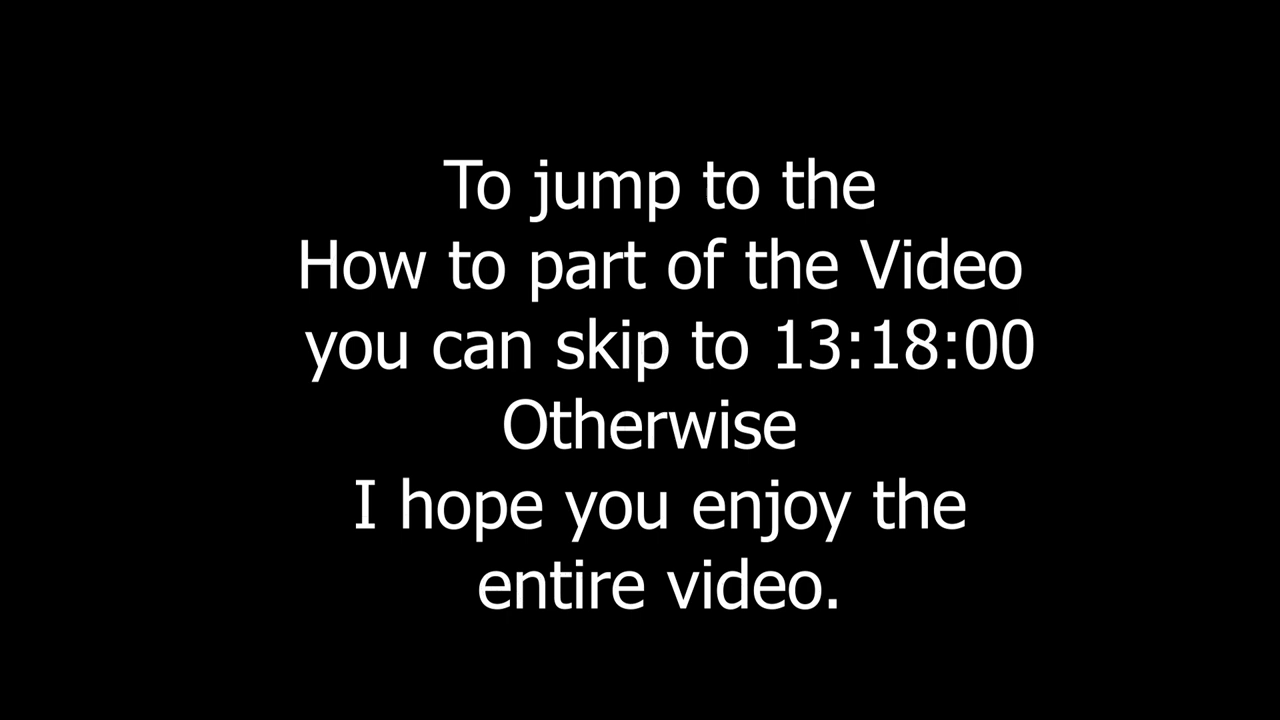 To jump to the
How to part of the Video
you can skip to 13:18:00
Otherwise
I hope you enjoy the
entire video.